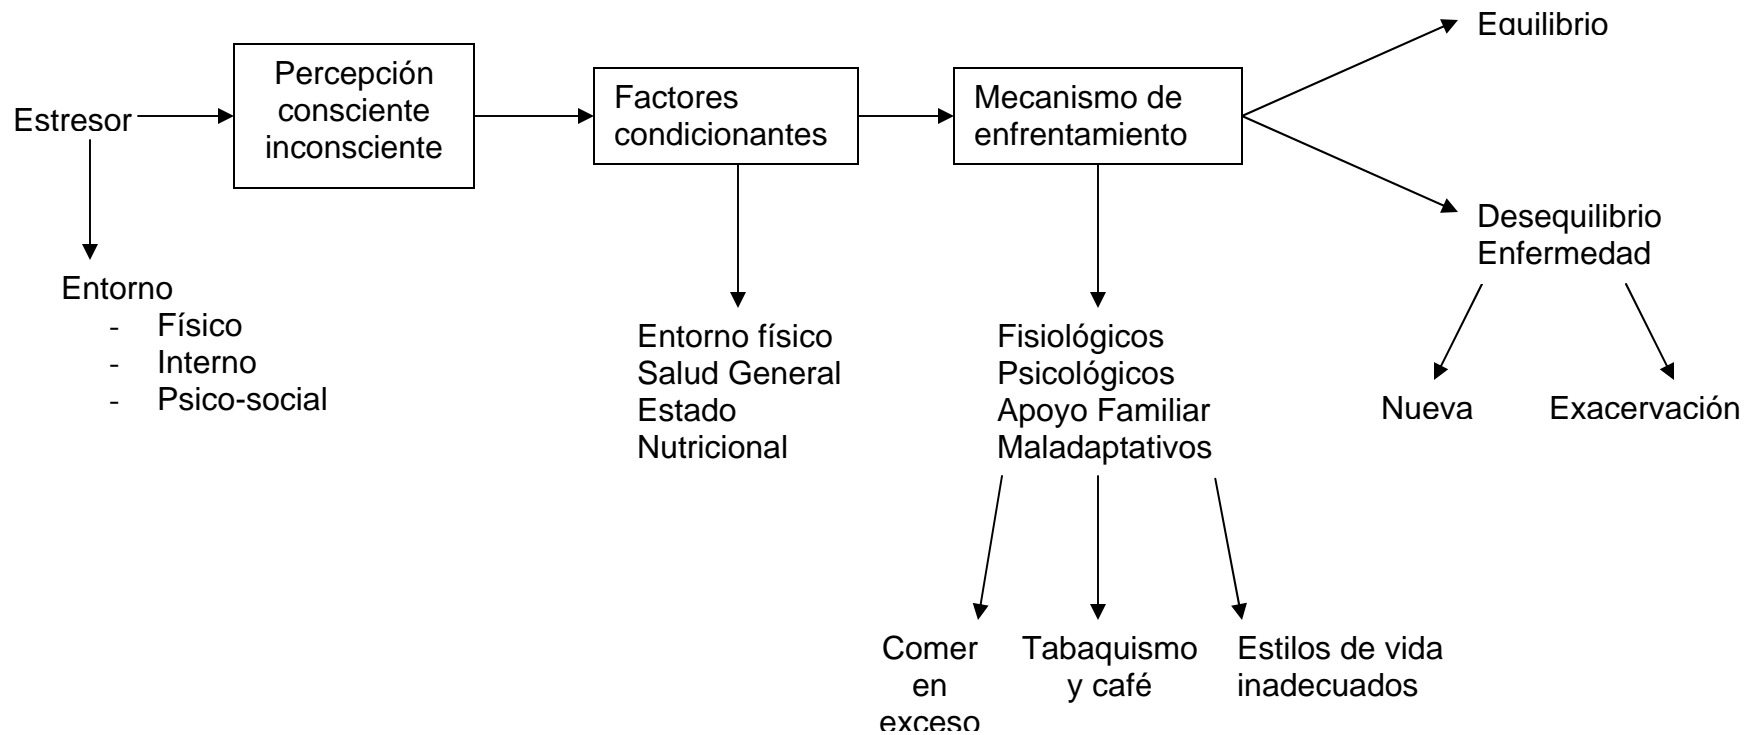 Equilibrio
Percepción
consciente
inconsciente
Factores
condicionantes
Mecanismo de
enfrentamiento
Estresor
Desequilibrio
Enfermedad
Entorno
- Físico
- Interno
- Psico-social
Entorno físico
Salud General
Estado
Nutricional
Fisiológicos
Psicológicos
Apoyo Familiar
Maladaptativos
Nueva
Exacervación
Comer
en
exceso
Tabaquismo
y café
Estilos de vida
inadecuados